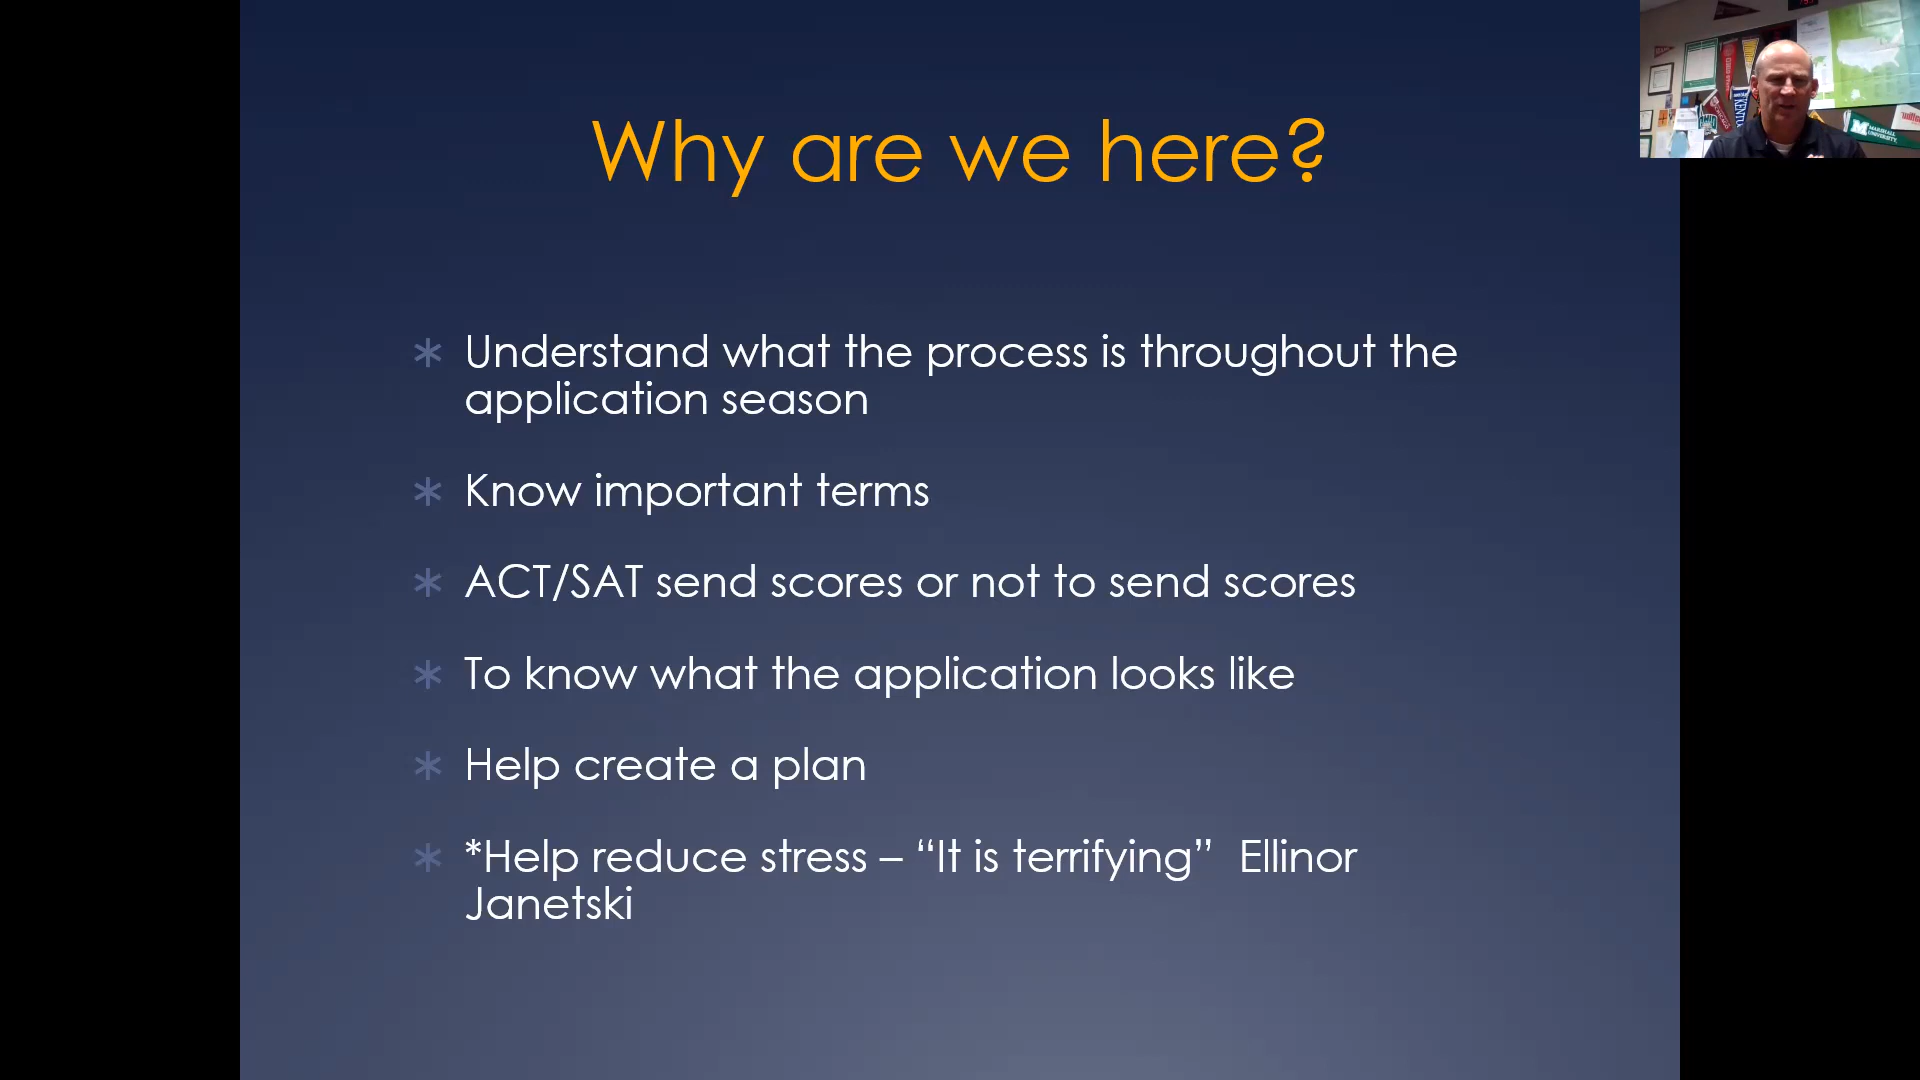 Why are we here?
Understand what the process is throughout the
application season
Know important terms
ACT/SAT send scores or not to send scores
To know what the application looks like
Help create a plan
*Help reduce stress – “It is terrifying” Ellinor
Janetski
MARSHALL
UNIVERSITY